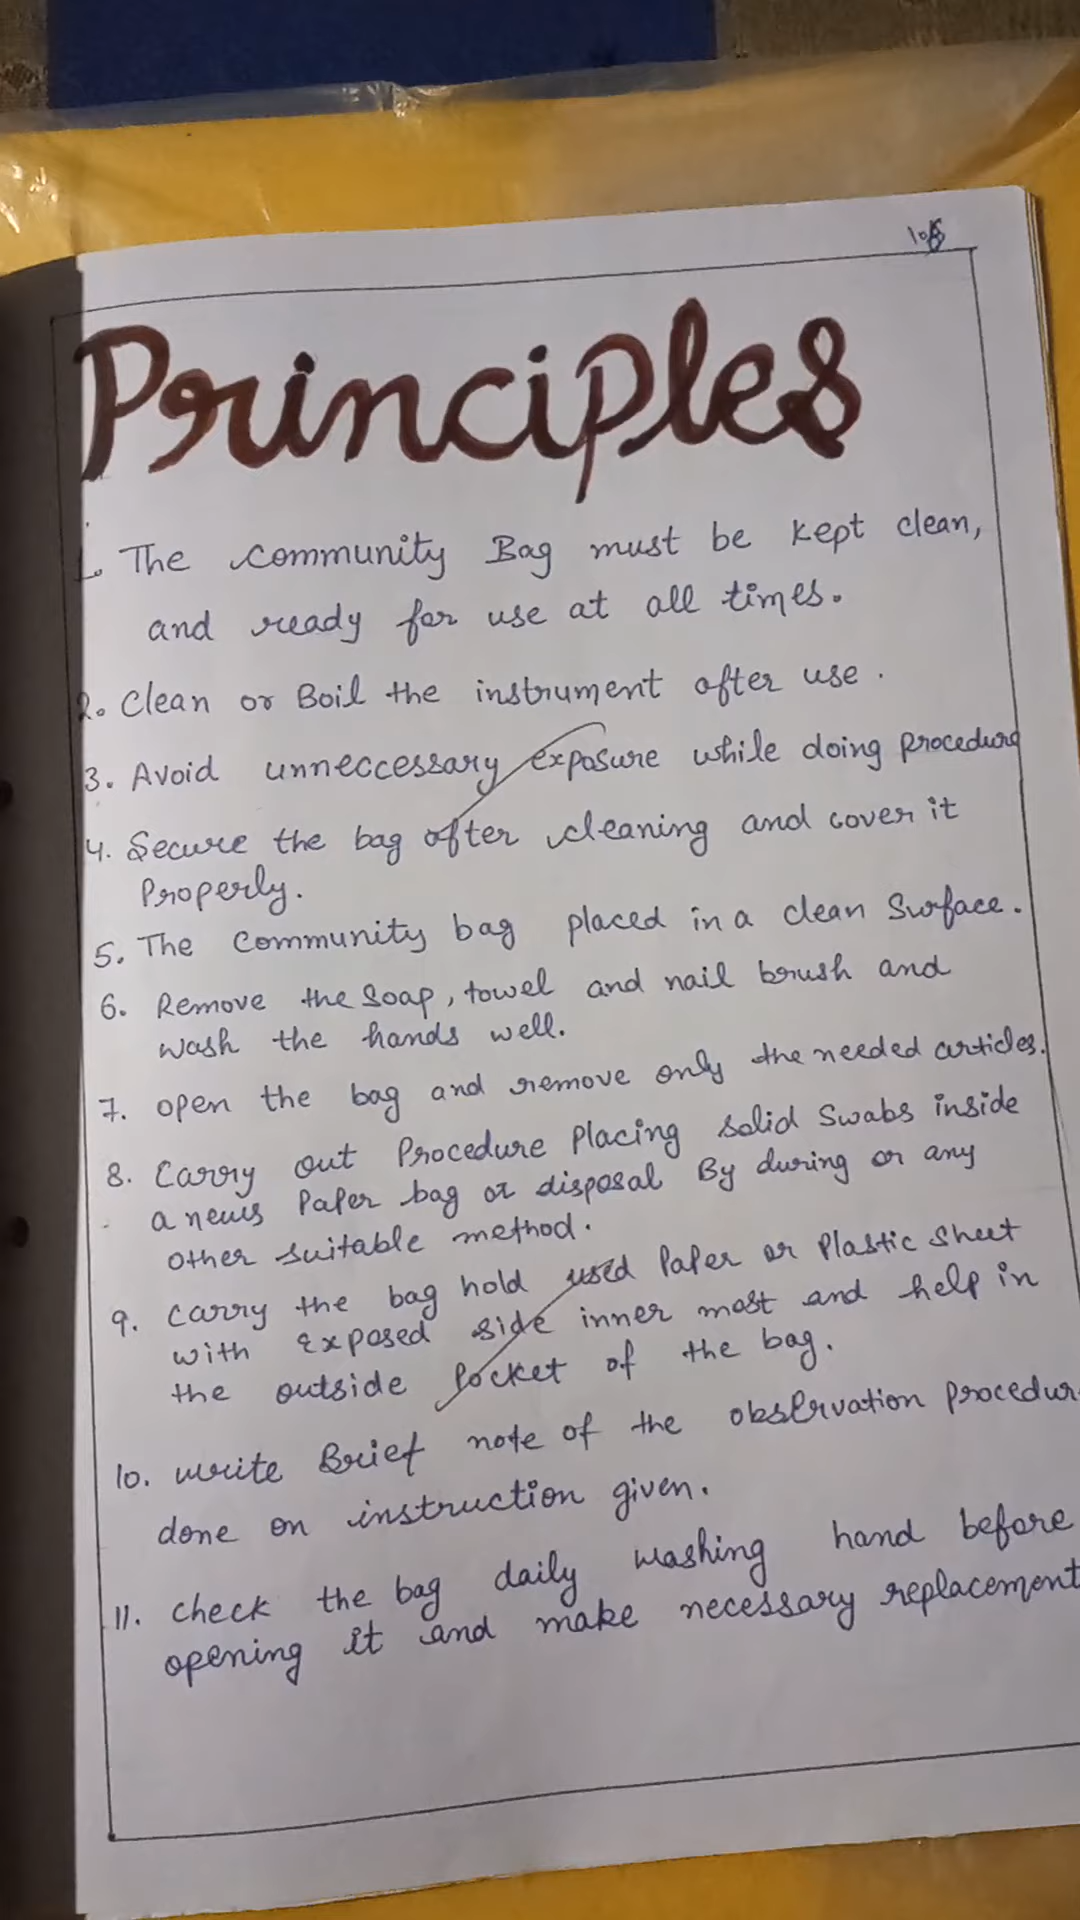 Principles
1. The community Bag must be kept clean,
and ready for use at all times.
2. Clean or Boil the instrument after use.
3. Avoid unneccessary exposure while doing procedure
4. Secure the bag after cleaning and cover it
Properly.
5. The community bag placed in a clean surface.
6. Remove the soap, towel and nail brush and
wash the hands well.
7. open the bag and remove only the needed articles.
8. Carry out Procedure Placing solid swabs inside
a news Paper bag or disposal By during or any
other suitable method.
9. Carry the bag hold used Paper or Plastic sheet
with exposed side inner most and help in
the outside Pocket of the bag.
10. write Brief note of the observation procedur
done on instruction given.
11. check the bag daily washing hand before
opening it and make necessary replacement